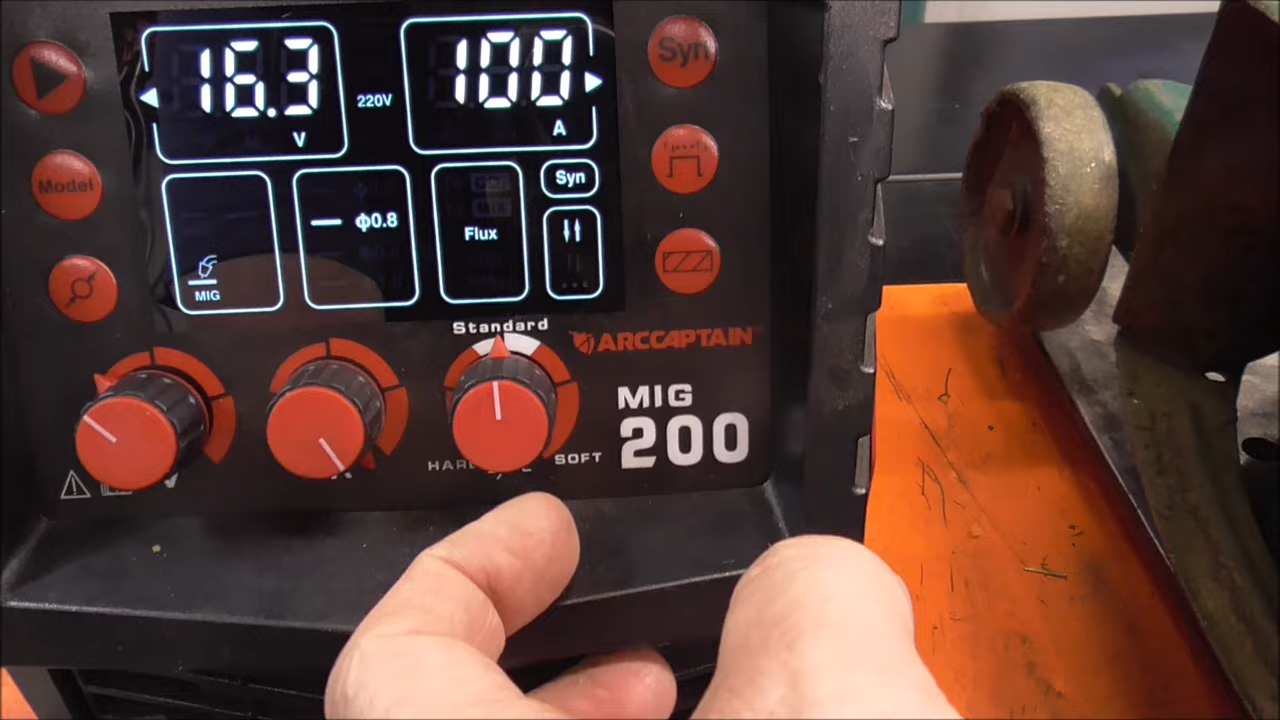 16.3
V
220V
100
A
Syn
Model
MIG
ϕ0.8
Flux
Syn
Standard
ARCCAPTAIN
MIG
200
SOFT